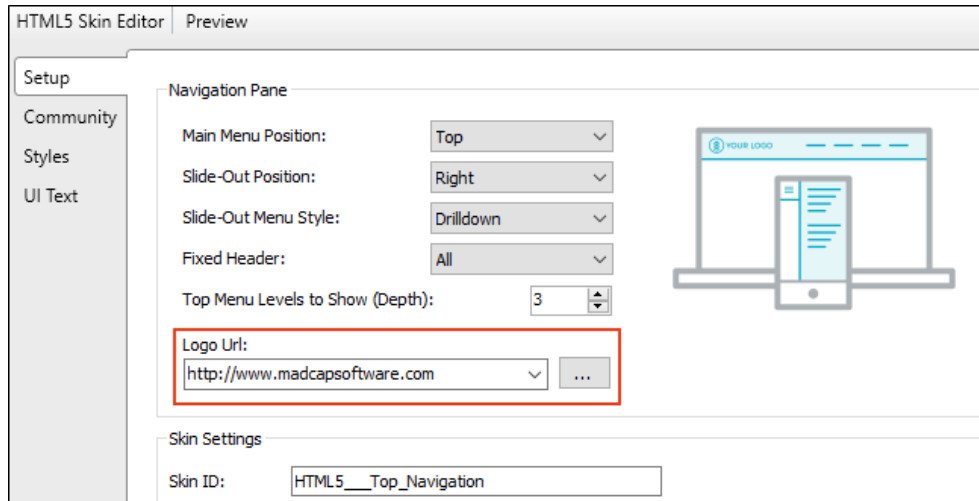 HTML5 Skin Editor Preview
Setup
Community
Styles
UI Text
Navigation Pane
Main Menu Position: Top
Slide-Out Position: Right
Slide-Out Menu Style: Drilldown
Fixed Header: All
Top Menu Levels to Show (Depth): 3
Logo Url:
http://www.madcapsoftware.com ...
YOUR LOGO
Skin Settings
Skin ID: HTML5___Top_Navigation